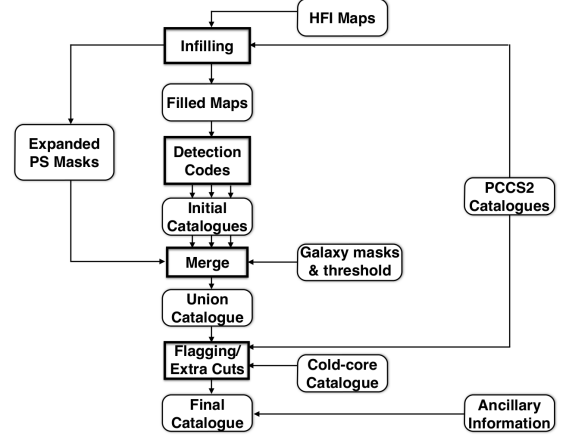 HFI Maps
Infilling
Filled Maps
Expanded
PS Masks
Detection
Codes
PCCS2
Catalogues
Initial
Catalogues
Merge
Galaxy masks
& threshold
Union
Catalogue
Flagging/
Extra Cuts
Cold-core
Catalogue
Final
Catalogue
Ancillary
Information